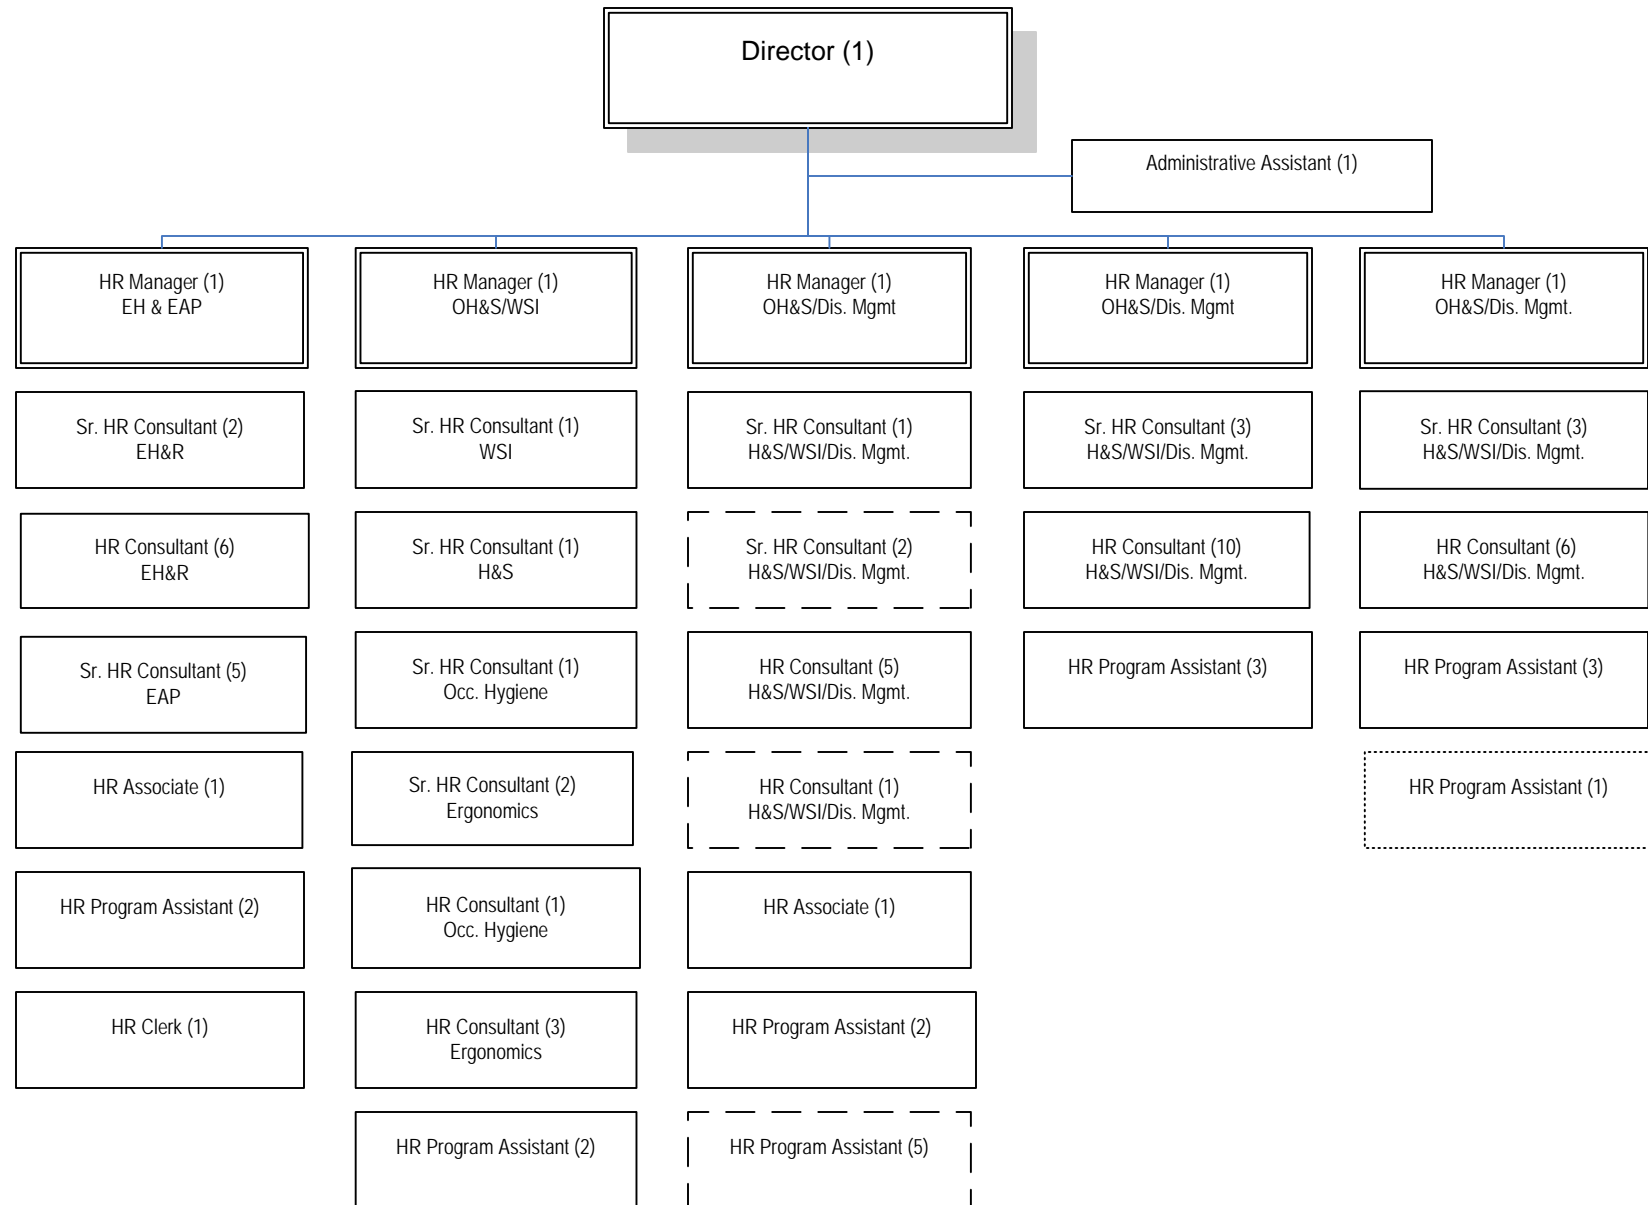 Director (1)
Administrative Assistant (1)
HR Manager (1)
EH & EAP
HR Manager (1)
OH&S/WSI
HR Manager (1)
OH&S/Dis. Mgmt
HR Manager (1)
OH&S/Dis. Mgmt
HR Manager (1)
OH&S/Dis. Mgmt.
Sr. HR Consultant (2)
EH&R
Sr. HR Consultant (1)
WSI
Sr. HR Consultant (1)
H&S/WSI/Dis. Mgmt.
Sr. HR Consultant (3)
H&S/WSI/Dis. Mgmt.
Sr. HR Consultant (3)
H&S/WSI/Dis. Mgmt.
HR Consultant (6)
EH&R
Sr. HR Consultant (1)
H&S
Sr. HR Consultant (2)
H&S/WSI/Dis. Mgmt.
HR Consultant (10)
H&S/WSI/Dis. Mgmt.
HR Consultant (6)
H&S/WSI/Dis. Mgmt.
Sr. HR Consultant (5)
EAP
Sr. HR Consultant (1)
Occ. Hygiene
HR Consultant (5)
H&S/WSI/Dis. Mgmt.
HR Program Assistant (3)
HR Program Assistant (3)
HR Associate (1)
Sr. HR Consultant (2)
Ergonomics
HR Consultant (1)
H&S/WSI/Dis. Mgmt.
HR Program Assistant (1)
HR Program Assistant (2)
HR Consultant (1)
Occ. Hygiene
HR Associate (1)
HR Clerk (1)
HR Consultant (3)
Ergonomics
HR Program Assistant (2)
HR Program Assistant (2)
HR Program Assistant (5)